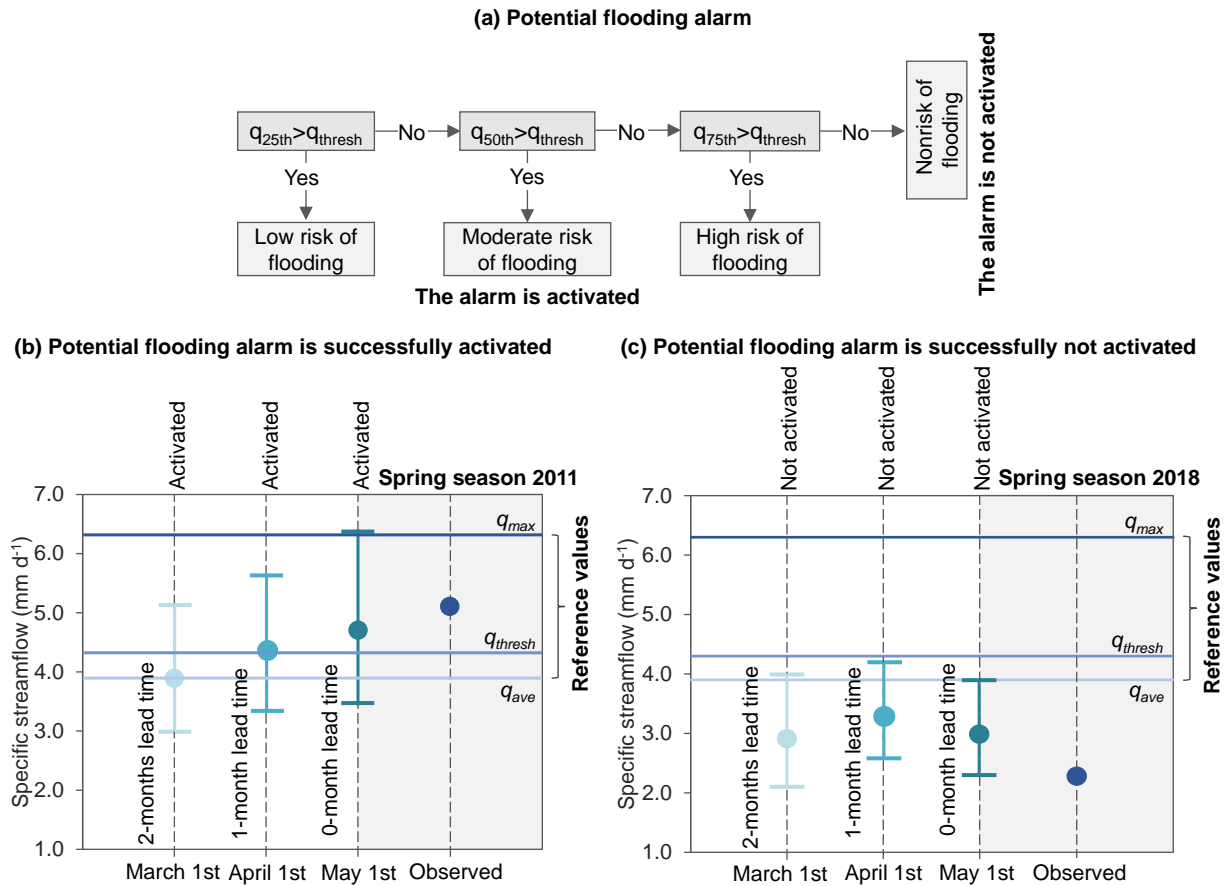 (a) Potential flooding alarm
q25th>qthresh
No
q50th>qthresh
No
q75th>qthresh
No
Nonrisk of
flooding
The alarm is not activated
Yes
Yes
Yes
Low risk of
flooding
Moderate risk
of flooding
High risk of
flooding
The alarm is activated
(b) Potential flooding alarm is successfully activated
Activated
Activated
Activated
Spring season 2011
Specific streamflow (mm d-1)
7.0
6.0
5.0
4.0
3.0
2.0
1.0
qmax
qthresh
qave
Reference values
2-months lead time
1-month lead time
0-month lead time
March 1st
April 1st
May 1st
Observed
(c) Potential flooding alarm is successfully not activated
Not activated
Not activated
Not activated
Spring season 2018
Specific streamflow (mm d-1)
7.0
6.0
5.0
4.0
3.0
2.0
1.0
qmax
qthresh
qave
Reference values
2-months lead time
1-month lead time
0-month lead time
March 1st
April 1st
May 1st
Observed